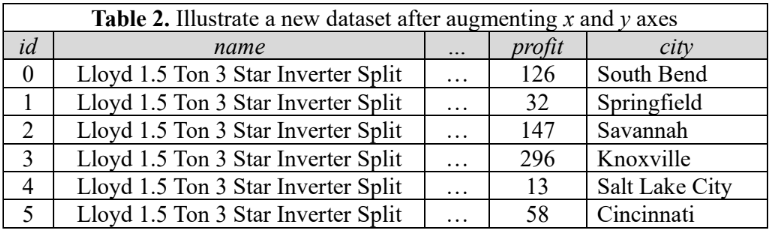 Table 2. Illustrate a new dataset after augmenting x and y axes
id name ... profit city
0 Lloyd 1.5 Ton 3 Star Inverter Split ... 126 South Bend
1 Lloyd 1.5 Ton 3 Star Inverter Split ... 32 Springfield
2 Lloyd 1.5 Ton 3 Star Inverter Split ... 147 Savannah
3 Lloyd 1.5 Ton 3 Star Inverter Split ... 296 Knoxville
4 Lloyd 1.5 Ton 3 Star Inverter Split ... 13 Salt Lake City
5 Lloyd 1.5 Ton 3 Star Inverter Split ... 58 Cincinnati